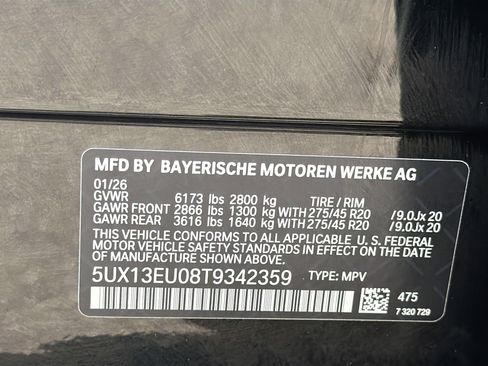 MFD BY BAYERISCHE MOTOREN WERKE AG
01/26
GVWR 6173 lbs 2800 kg TIRE / RIM
GAWR FRONT 2866 lbs 1300 kg WITH 275/45 R20 / 9.0Jx 20
GAWR REAR 3616 lbs 1640 kg WITH 275/45 R20 / 9.0Jx 20
THIS VEHICLE CONFORMS TO ALL APPLICABLE U. S. FEDERAL
MOTOR VEHICLE SAFETY STANDARDS IN EFFECT ON THE DATE
OF MANUFACTURE SHOWN ABOVE.
5UX13EU08T9342359 TYPE: MPV
475
7 320 729